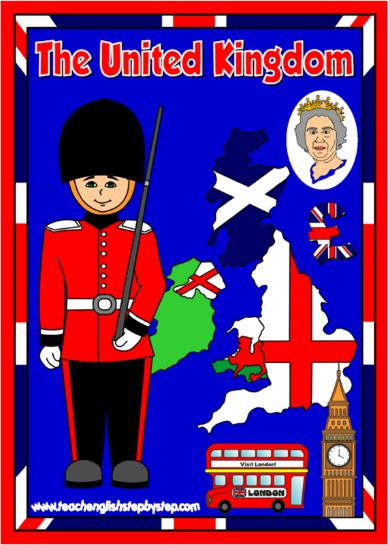 The United Kingdom
Visit London!
LONDON
www.teachenglishstepbystep.com